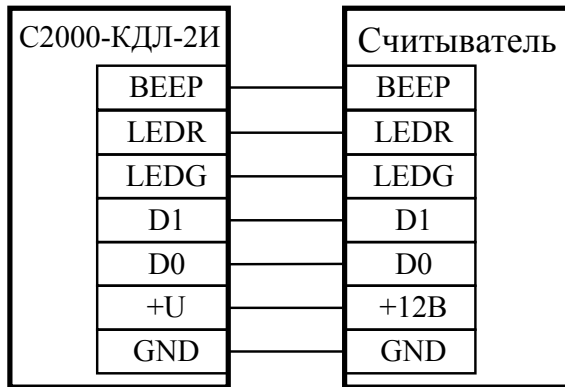 С2000-КДЛ-2И
BEEP
LEDR
LEDG
D1
D0
+U
GND
Считыватель
BEEP
LEDR
LEDG
D1
D0
+12В
GND